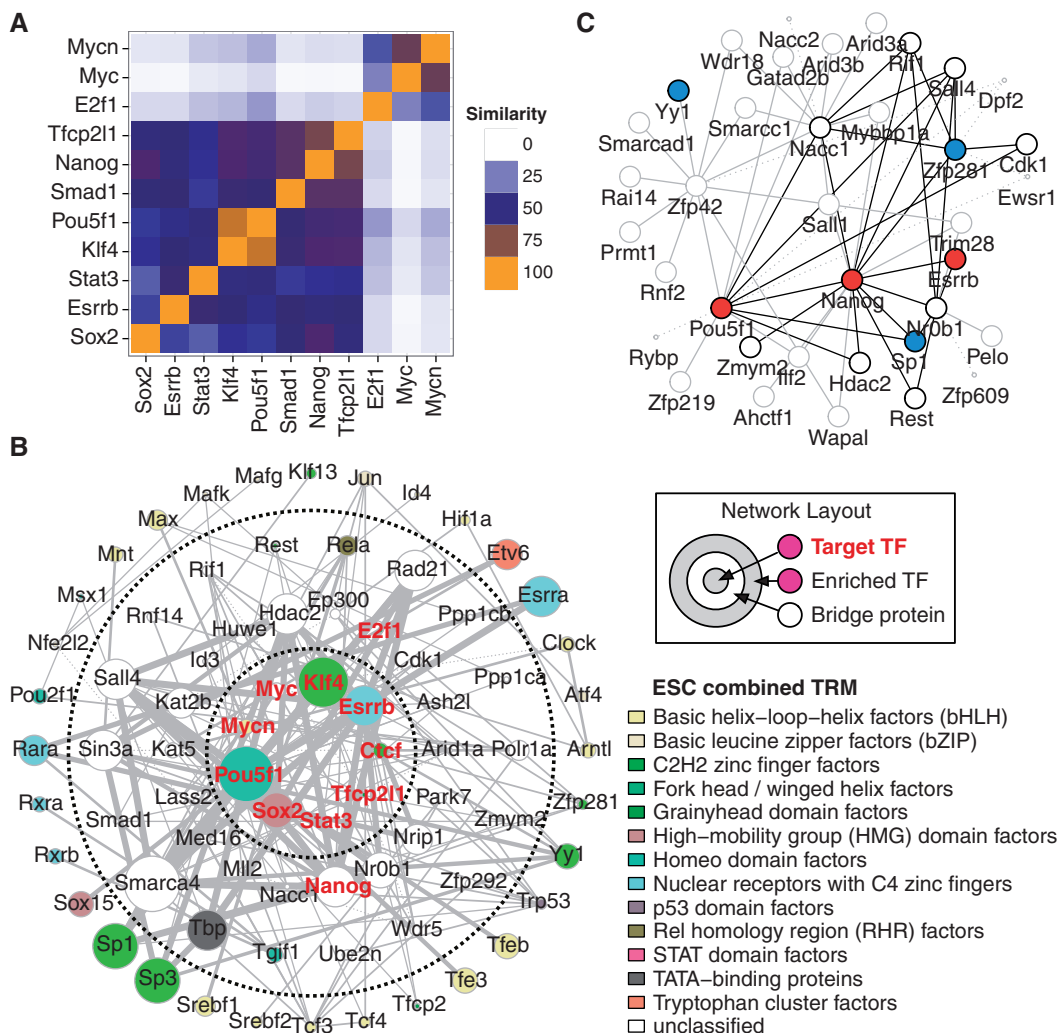 A
Mycn
Myc
E2f1
Tfcp2l1
Nanog
Smad1
Pou5f1
Klf4
Stat3
Esrrb
Sox2
Sox2
Esrrb
Stat3
Klf4
Pou5f1
Smad1
Nanog
Tfcp2l1
E2f1
Myc
Mycn
Similarity
0
25
50
75
100
C
Nacc2
Arid3a
Wdr18
Arid3b
Rif1
Gatad2b
Sall4
Yy1
Dpf2
Smarcc1
Mybbp1a
Smarcad1
Nacc1
Zfp281
Cdk1
Rai14
Zfp42
Ewsr1
Sall1
Prmt1
Trim28
Rnf2
Esrrb
Nanog
Pou5f1
Nr0b1
Rybp
Zmym2
Ilf2
Hdac2
Sp1
Pelo
Zfp219
Ahctf1
Rest
Zfp609
Wapal
B
Mafg
Klf13
Jun
Mafk
Id4
Max
Hif1a
Mnt
Rest
Rela
Etv6
Rif1
Rad21
Msx1
Esrra
Rnf14
Hdac2
Ep300
Ppp1cb
Nfe2l2
Huwe1
E2f1
Clock
Id3
Cdk1
Sall4
Ppp1ca
Pou2f1
Kat2b
Myc
Klf4
Esrrb
Ash2l
Atf4
Mycn
Rara
Sin3a
Kat5
Ctcf
Arid1a
Polr1a
Arntl
Pou5f1
Rxra
Lass2
Tfcp2l1
Park7
Zfp281
Smad1
Sox2
Stat3
Zmym2
Rxrb
Med16
Nrip1
Yy1
Mll2
Nr0b1
Smarca4
Nacc1
Nanog
Zfp292
Sox15
Trp53
Tbp
Wdr5
Sp1
Tgif1
Ube2n
Tfeb
Sp3
Tfe3
Srebf1
Tfcp2
Srebf2
Tcf3
Tcf4
Network Layout
Target TF
Enriched TF
Bridge protein
ESC combined TRM
Basic helix−loop−helix factors (bHLH)
Basic leucine zipper factors (bZIP)
C2H2 zinc finger factors
Fork head / winged helix factors
Grainyhead domain factors
High−mobility group (HMG) domain factors
Homeo domain factors
Nuclear receptors with C4 zinc fingers
p53 domain factors
Rel homology region (RHR) factors
STAT domain factors
TATA−binding proteins
Tryptophan cluster factors
unclassified